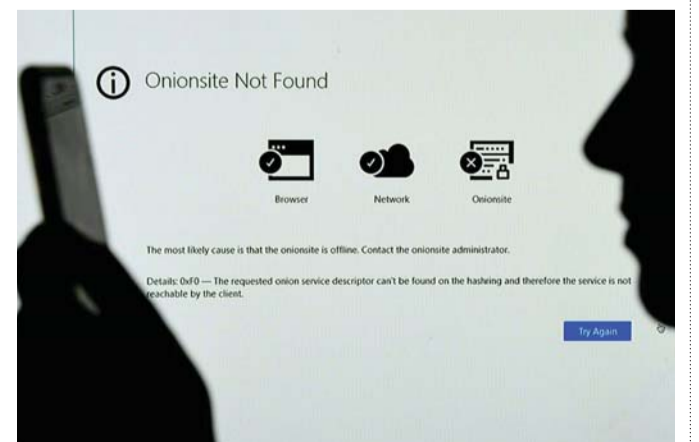 Onionsite Not Found
Browser Network Onionsite
The most likely cause is that the onionsite is offline. Contact the onionsite administrator.
Details: 0xF0 — The requested onion service descriptor can't be found on the hashring and therefore the service is not
reachable by the client.
Try Again